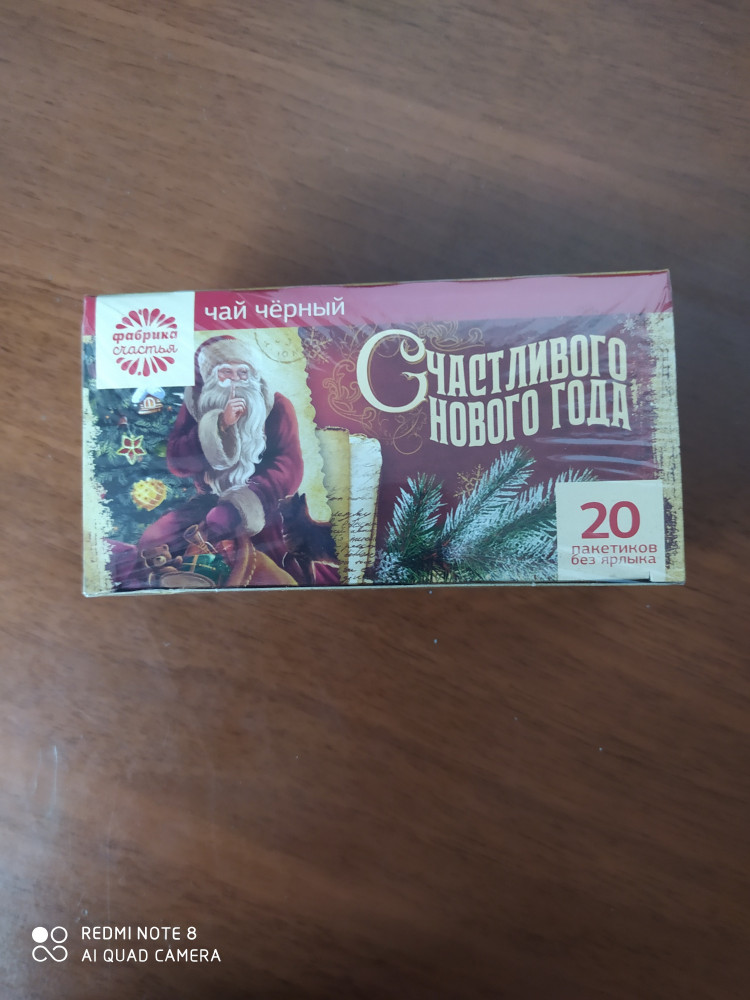 фабрика
счастья
чай чёрный
Счастливого
нового года
20
пакетиков
без ярлыка
REDMI NOTE 8
AI QUAD CAMERA